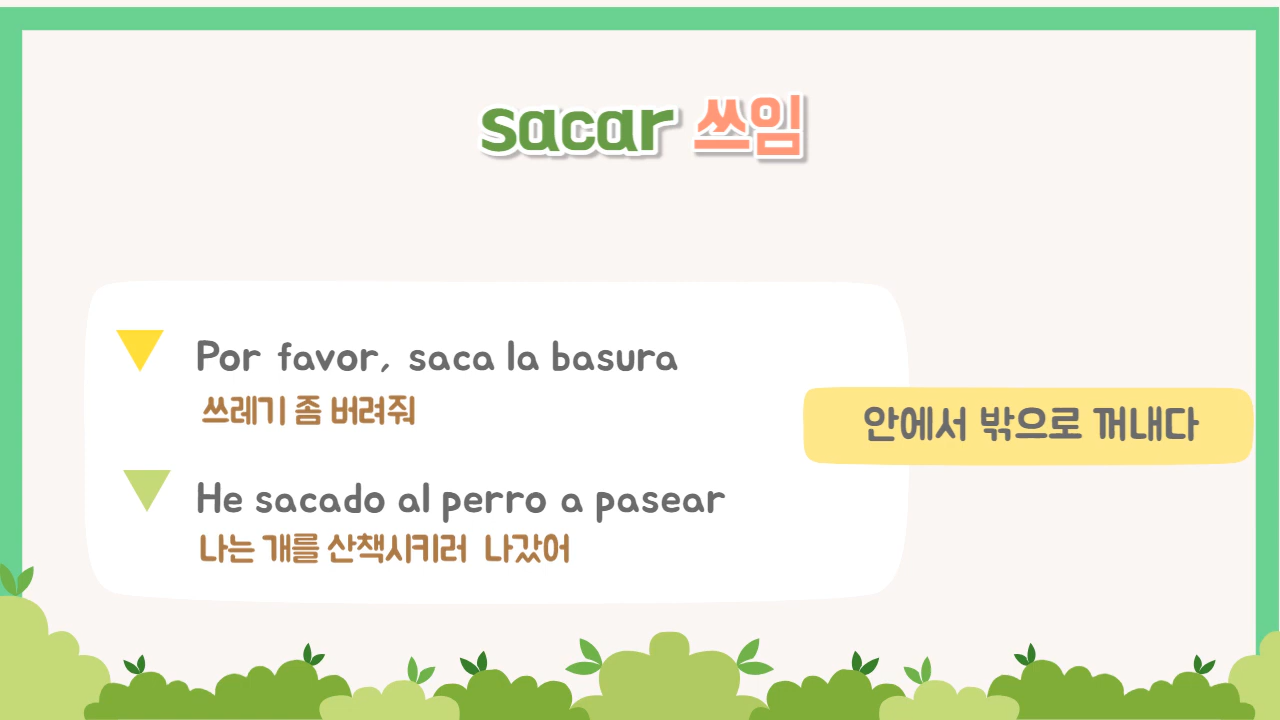 sacar 쓰임
Por favor, saca la basura
쓰레기 좀 버려줘
안에서 밖으로 꺼내다
He sacado al perro a pasear
나는 개를 산책시키러 나갔어